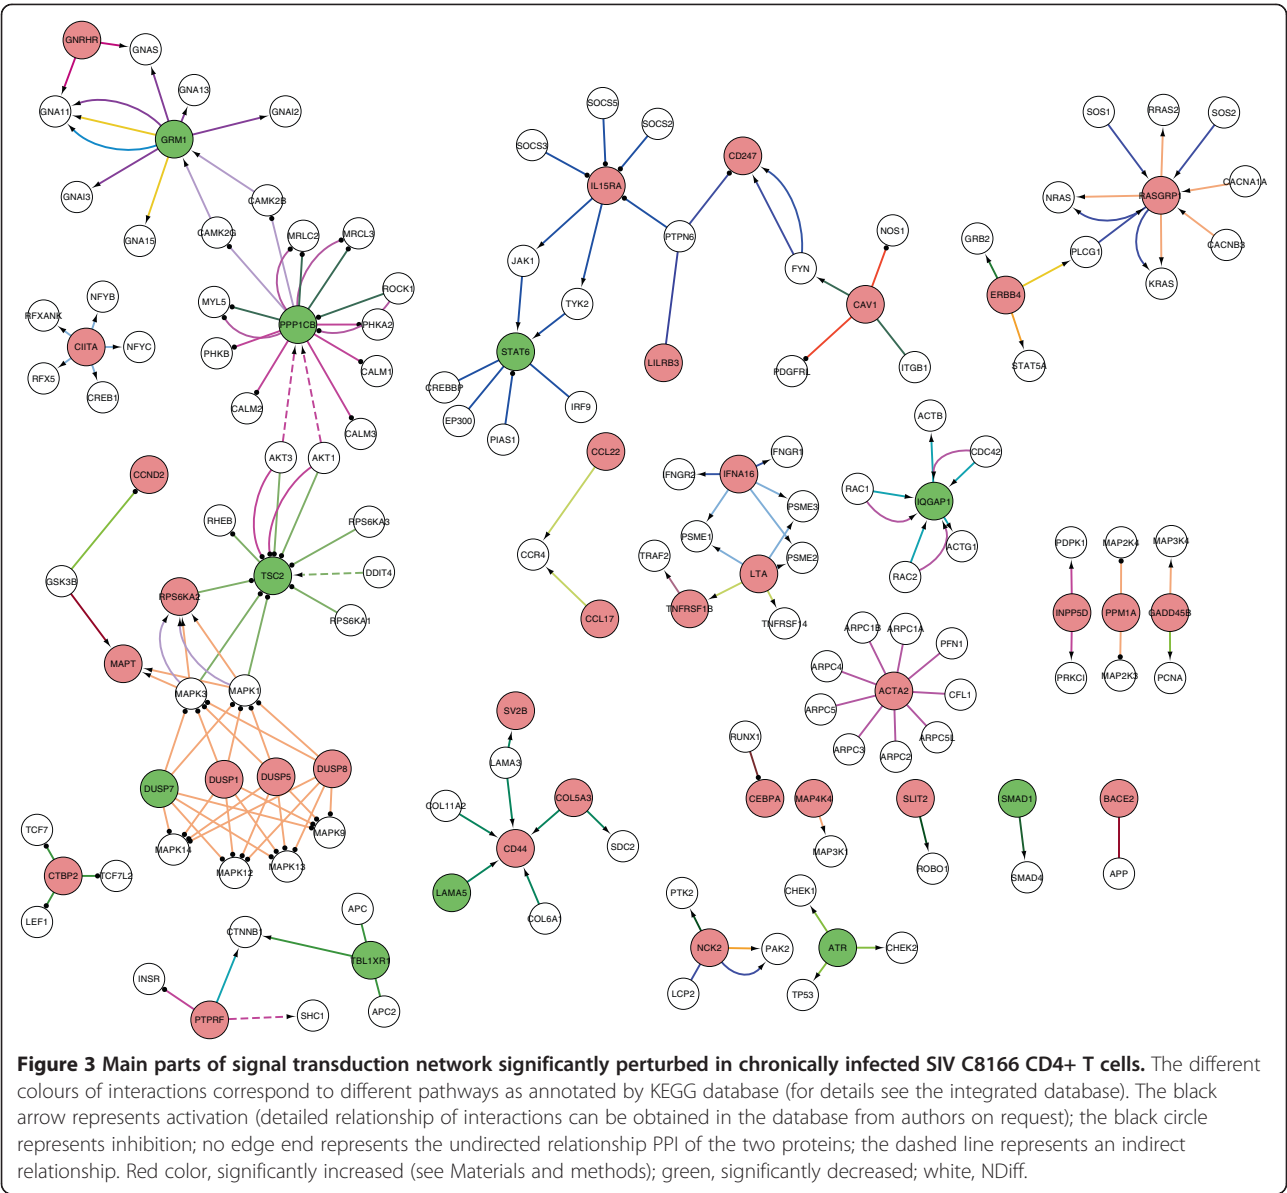 GNRHR
GNAS
GNA13
GNA11
GNAI2
GRM1
GNAI3
GNA15
CAMK2B
CAMK2G
MRLC2
MRCL3
ROCK1
MYL5
PPP1CB
PHKA2
PHKB
CALM1
CALM2
CALM3
NFYB
RFXANK
CIITA
NFYC
RFX5
CREB1
AKT3
AKT1
SOCS5
SOCS2
SOCS3
IL15RA
CD247
PTPN6
JAK1
TYK2
FYN
NOS1
CAV1
STAT6
LILRB3
PDGFRL
ITGB1
CREBBP
EP300
PIAS1
IRF9
SOS1
RRAS2
SOS2
CACNA1A
NRAS
RASGRP1
GRB2
PLCG1
CACNB3
KRAS
ERBB4
STAT5A
CCND2
RHEB
RPS6KA3
TSC2
DDIT4
GSK3B
RPS6KA2
RPS6KA1
MAPT
MAPK3
MAPK1
DUSP7
DUSP1
DUSP5
DUSP8
MAPK14
MAPK12
MAPK13
MAPK9
CCL22
CCR4
CCL17
IFNGR1
FNGR2
IFNA16
PSME3
PSME1
PSME2
TRAF2
LTA
TNFRSF1B
TNFRSF14
ACTB
CDC42
RAC1
IQGAP1
ACTG1
RAC2
PDPK1
MAP2K4
MAP3K4
INPP5D
PPM1A
GADD45B
PRKCI
MAP2K3
PCNA
ARPC1B
ARPC1A
PFN1
ARPC4
ACTA2
CFL1
ARPC5
ARPC3
ARPC2
ARPC5L
SV2B
LAMA3
COL11A2
COL5A3
CD44
SDC2
LAMA5
COL6A1
RUNX1
CEBPA
MAP4K4
MAP3K1
SLIT2
ROBO1
SMAD1
SMAD4
BACE2
APP
TCF7
CTBP2
TCF7L2
LEF1
APC
CTNNB1
TBL1XR1
INSR
PTPRF
SHC1
APC2
PTK2
NCK2
PAK2
LCP2
CHEK1
ATR
CHEK2
TP53
Figure 3 Main parts of signal transduction network significantly perturbed in chronically infected SIV C8166 CD4+ T cells. The different
colours of interactions correspond to different pathways as annotated by KEGG database (for details see the integrated database). The black
arrow represents activation (detailed relationship of interactions can be obtained in the database from authors on request); the black circle
represents inhibition; no edge end represents the undirected relationship PPI of the two proteins; the dashed line represents an indirect
relationship. Red color, significantly increased (see Materials and methods); green, significantly decreased; white, NDiff.